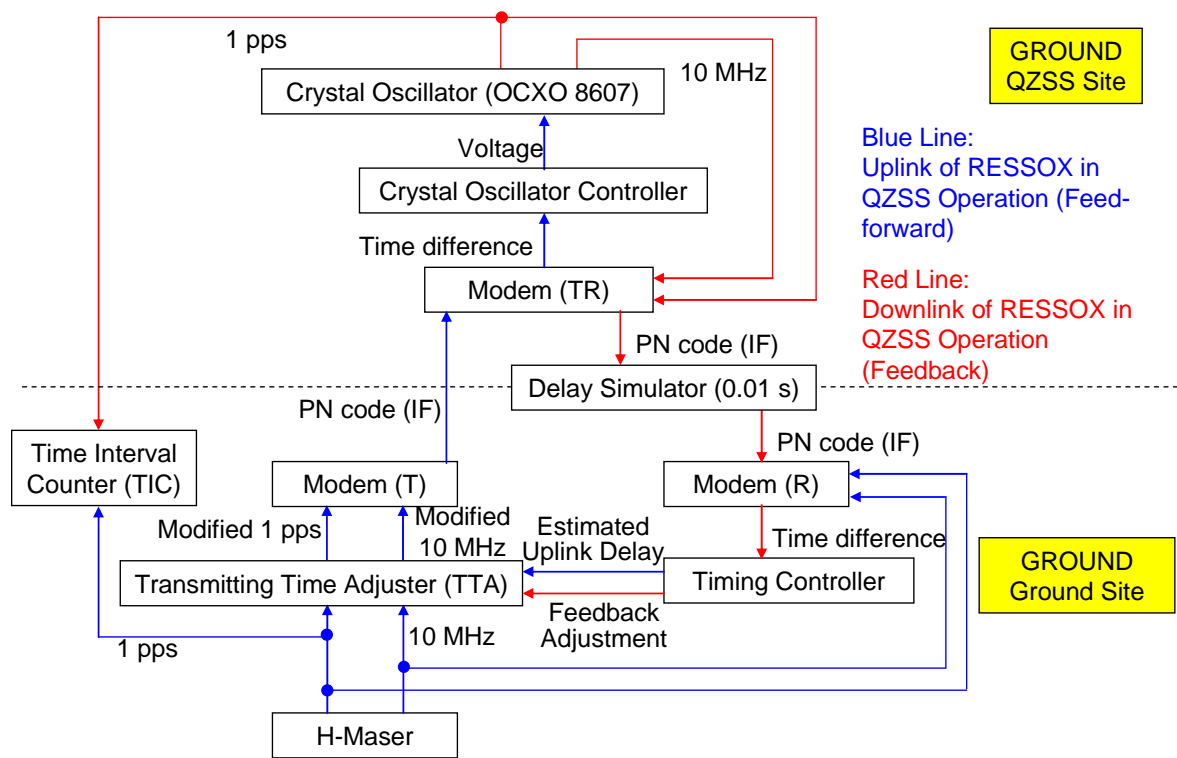 1 pps
10 MHz
GROUND
QZSS Site
Crystal Oscillator (OCXO 8607)
Voltage
Blue Line:
Uplink of RESSOX in
QZSS Operation (Feed-
forward)
Crystal Oscillator Controller
Time difference
Modem (TR)
Red Line:
Downlink of RESSOX in
QZSS Operation
(Feedback)
PN code (IF)
Delay Simulator (0.01 s)
PN code (IF)
PN code (IF)
Time Interval
Counter (TIC)
Modem (T)
Modem (R)
Modified 1 pps
Modified
10 MHz
Estimated
Uplink Delay
Time difference
Transmitting Time Adjuster (TTA)
Timing Controller
GROUND
Ground Site
Feedback
Adjustment
1 pps
10 MHz
H-Maser